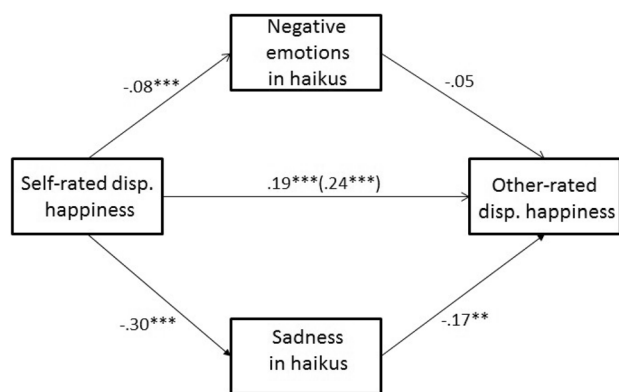 Negative
emotions
in haikus
-.08***
-.05
Self-rated disp.
happiness
.19***(.24***)
Other-rated
disp. happiness
-.30***
-.17**
Sadness
in haikus